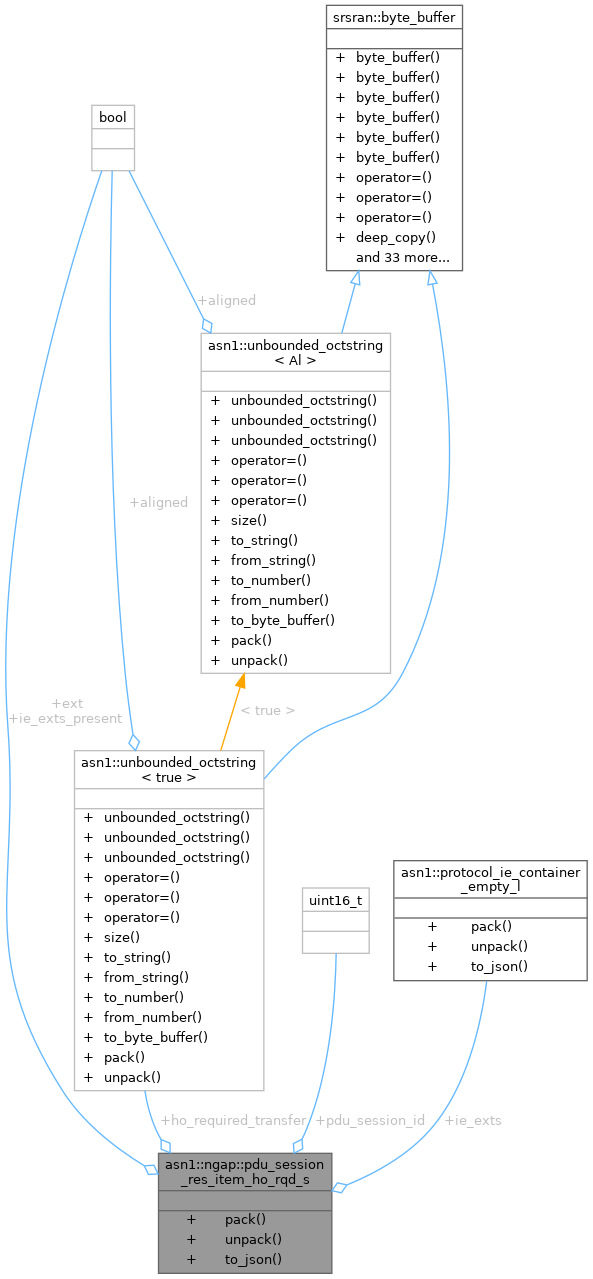 srsran::byte_buffer
+ byte_buffer()
+ byte_buffer()
+ byte_buffer()
+ byte_buffer()
+ byte_buffer()
+ byte_buffer()
+ operator=()
+ operator=()
+ operator=()
+ deep_copy()
and 33 more...
bool
+aligned
asn1::unbounded_octstring
< Al >
+ unbounded_octstring()
+ unbounded_octstring()
+ unbounded_octstring()
+ operator=()
+ operator=()
+ operator=()
+ size()
+ to_string()
+ from_string()
+ to_number()
+ from_number()
+ to_byte_buffer()
+ pack()
+ unpack()
+aligned
+ext
+ie_exts_present
< true >
asn1::unbounded_octstring
< true >
+ unbounded_octstring()
+ unbounded_octstring()
+ unbounded_octstring()
+ operator=()
+ operator=()
+ operator=()
+ size()
+ to_string()
+ from_string()
+ to_number()
+ from_number()
+ to_byte_buffer()
+ pack()
+ unpack()
uint16_t
asn1::protocol_ie_container
_empty_l
+ pack()
+ unpack()
+ to_json()
+ho_required_transfer
+pdu_session_id
+ie_exts
asn1::ngap::pdu_session
_res_item_ho_rqd_s
+ pack()
+ unpack()
+ to_json()